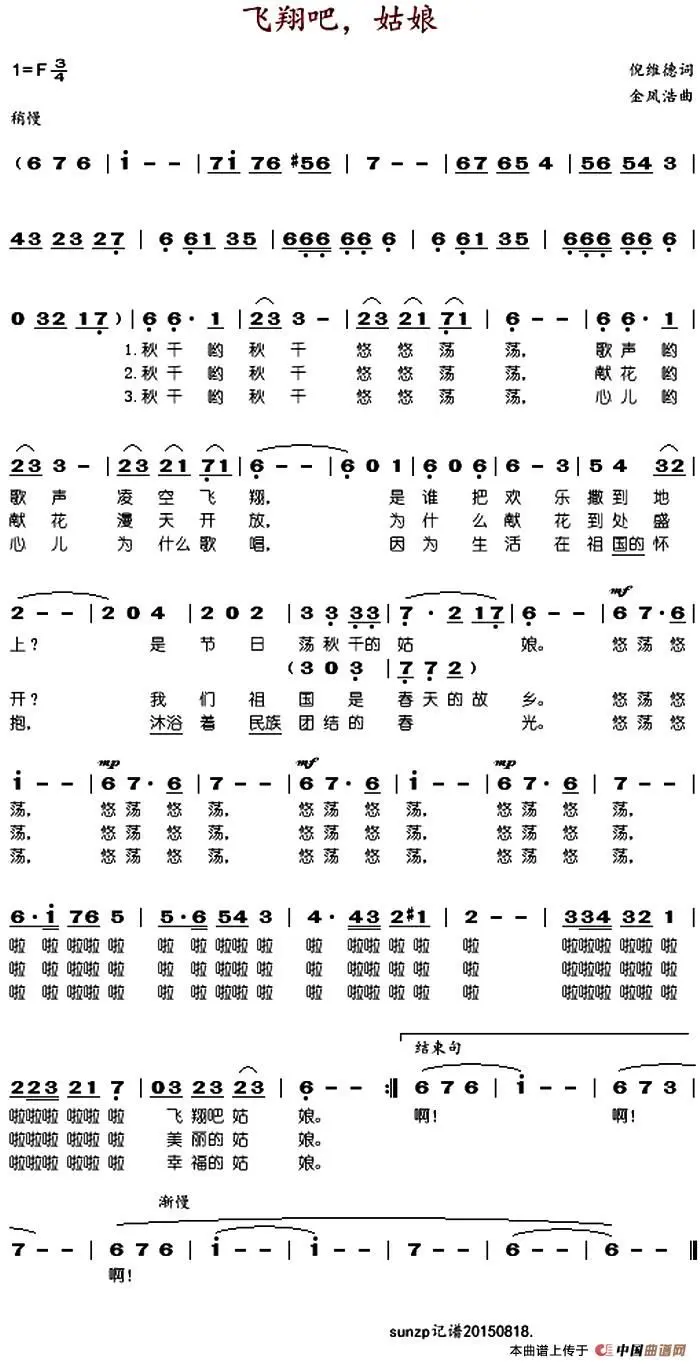 飞翔吧，姑娘
1=F 3/4
倪维德词
金凤浩曲
稍慢
(6 7 6 | i - - | 7i 76 #56 | 7 - - | 67 65 4 | 56 54 3 |
43 23 27 | 6 61 35 | 666 66 6 | 6 61 35 | 666 66 6 |
0 32 17) | 6 6· 1 | 23 3 - | 23 21 71 | 6 - - | 6 6· 1 |
1.秋千哟 秋千 悠悠荡荡， 歌声哟
2.秋千哟 秋千 悠悠荡荡， 献花哟
3.秋千哟 秋千 悠悠荡荡， 心儿哟
23 3 - | 23 21 71 | 6 - - | 6 0 1 | 6 0 6 | 6 - 3 | 5 4 32 |
歌声 凌空飞翔， 是谁把欢乐撒到地
献花 漫天开放， 为什么献花到处盛
心儿 为什么歌唱， 因为生活在祖国的怀
2 - - | 2 0 4 | 2 0 2 | 3 3 33 | 7 · 2 17 | 6 - - | mf 6 7·6 |
上？ 是节日荡秋千的姑娘。 悠荡悠
(3 0 3 | 7 7 2)
开？ 我们祖国是春天的故乡。 悠荡悠
抱， 沐浴着民族团结的春光。 悠荡悠
mp mf mp
i - - | 6 7· 6 | 7 - - | 6 7· 6 | i - - | 6 7· 6 | 7 - - |
荡， 悠荡悠荡， 悠荡悠荡， 悠荡悠荡，
荡， 悠荡悠荡， 悠荡悠荡， 悠荡悠荡，
荡， 悠荡悠荡， 悠荡悠荡， 悠荡悠荡，
6·i 76 5 | 5·6 54 3 | 4·43 2#1 | 2 - - | 334 32 1 |
啦 啦 啦啦 啦 啦 啦 啦啦 啦 啦 啦啦 啦啦 啦 啦啦啦 啦啦 啦
啦 啦 啦啦 啦 啦 啦 啦啦 啦 啦 啦啦 啦啦 啦 啦啦啦 啦啦 啦
啦 啦 啦啦 啦 啦 啦 啦啦 啦 啦 啦啦 啦啦 啦 啦啦啦 啦啦 啦
结束句
223 21 7 | 03 23 23 | 6 - - :‖ 6 7 6 | i - - | 6 7 3 |
啦啦啦 啦啦 啦 飞翔吧姑娘。 啊！ 啊！
啦啦啦 啦啦 啦 美丽的姑娘。
啦啦啦 啦啦 啦 幸福的姑娘。
渐慢
7 - - | 6 7 6 | i - - | i - - | 7 - - | 6 - - | 6 - - ‖
啊！
sunzp记谱20150818.
本曲谱上传于 中国曲谱网